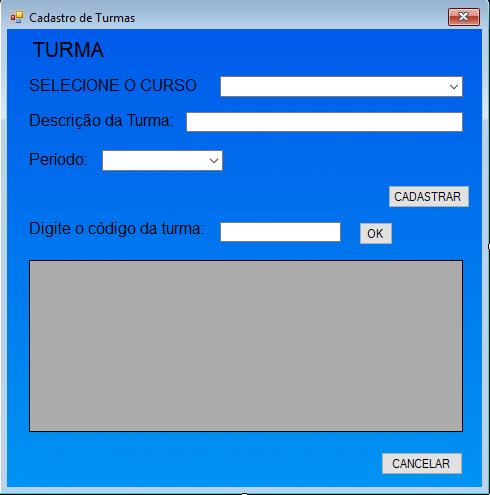 Cadastro de Turmas
TURMA
SELECIONE O CURSO
Descrição da Turma:
Período:
CADASTRAR
Digite o código da turma:
OK
CANCELAR